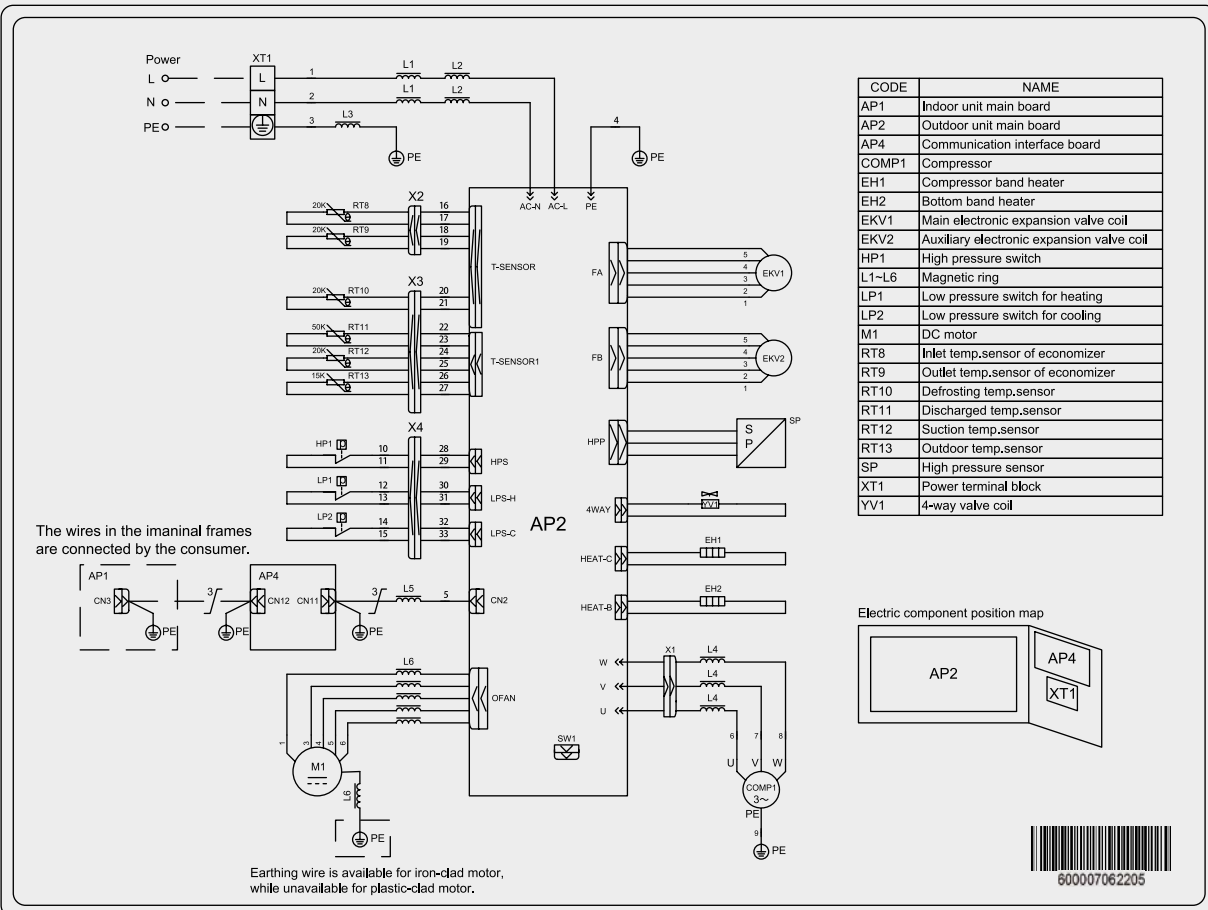 Power
XT1
L
L
1
L1
L2
N
N
2
L1
L2
PE
3
L3
PE
4
PE
AC-N
AC-L
PE
X2
20K
RT8
16
17
20K
RT9
18
19
T-SENSOR
X3
20K
RT10
20
21
50K
RT11
22
23
20K
RT12
24
25
15K
RT13
26
27
T-SENSOR1
X4
HP1
P
10
11
28
29
HPS
LP1
P
12
13
30
31
LPS-H
LP2
P
14
15
32
33
LPS-C
AP2
FA
5
4
3
2
1
EKV1
FB
5
4
3
2
1
EKV2
HPP
S
P
SP
4WAY
YV1
HEAT-C
EH1
HEAT-B
EH2
The wires in the imaninal frames
are connected by the consumer.
AP1
CN3
PE
3
PE
AP4
CN12
CN11
PE
3
L5
5
CN2
L6
OFAN
1
3
4
5
6
M1
L6
PE
Earthing wire is available for iron-clad motor,
while unavailable for plastic-clad motor.
SW1
W
V
U
X1
L4
L4
L4
6
7
8
U
V
W
COMP1
3~
PE
9
PE
CODE NAME
AP1 Indoor unit main board
AP2 Outdoor unit main board
AP4 Communication interface board
COMP1 Compressor
EH1 Compressor band heater
EH2 Bottom band heater
EKV1 Main electronic expansion valve coil
EKV2 Auxiliary electronic expansion valve coil
HP1 High pressure switch
L1~L6 Magnetic ring
LP1 Low pressure switch for heating
LP2 Low pressure switch for cooling
M1 DC motor
RT8 Inlet temp.sensor of economizer
RT9 Outlet temp.sensor of economizer
RT10 Defrosting temp.sensor
RT11 Discharged temp.sensor
RT12 Suction temp.sensor
RT13 Outdoor temp.sensor
SP High pressure sensor
XT1 Power terminal block
YV1 4-way valve coil
Electric component position map
AP2
AP4
XT1
600007062205